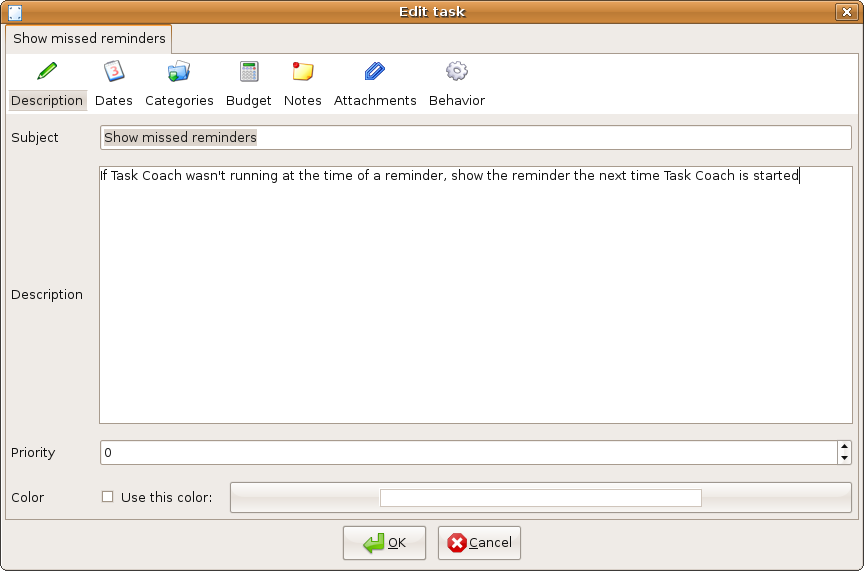 Edit task
Show missed reminders
3
Description Dates Categories Budget Notes Attachments Behavior
Subject Show missed reminders
If Task Coach wasn't running at the time of a reminder, show the reminder the next time Task Coach is started
Description
Priority 0
Color Use this color:
OK Cancel